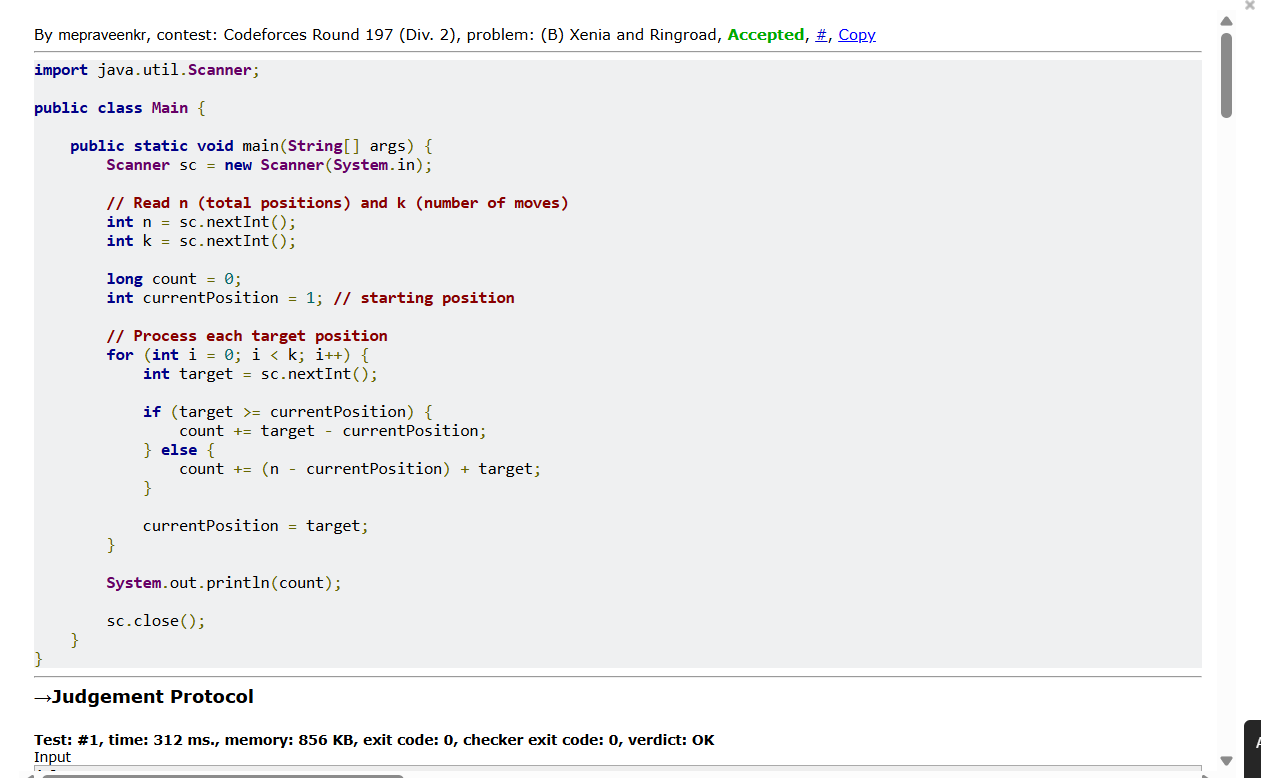 By mepraveenkr, contest: Codeforces Round 197 (Div. 2), problem: (B) Xenia and Ringroad, Accepted, #, Copy
import java.util.Scanner;
public class Main {
    public static void main(String[] args) {
        Scanner sc = new Scanner(System.in);
        // Read n (total positions) and k (number of moves)
        int n = sc.nextInt();
        int k = sc.nextInt();
        long count = 0;
        int currentPosition = 1; // starting position
        // Process each target position
        for (int i = 0; i < k; i++) {
            int target = sc.nextInt();
            if (target >= currentPosition) {
                count += target - currentPosition;
            } else {
                count += (n - currentPosition) + target;
            }
            currentPosition = target;
        }
        System.out.println(count);
        sc.close();
    }
}
→Judgement Protocol
Test: #1, time: 312 ms., memory: 856 KB, exit code: 0, checker exit code: 0, verdict: OK
Input